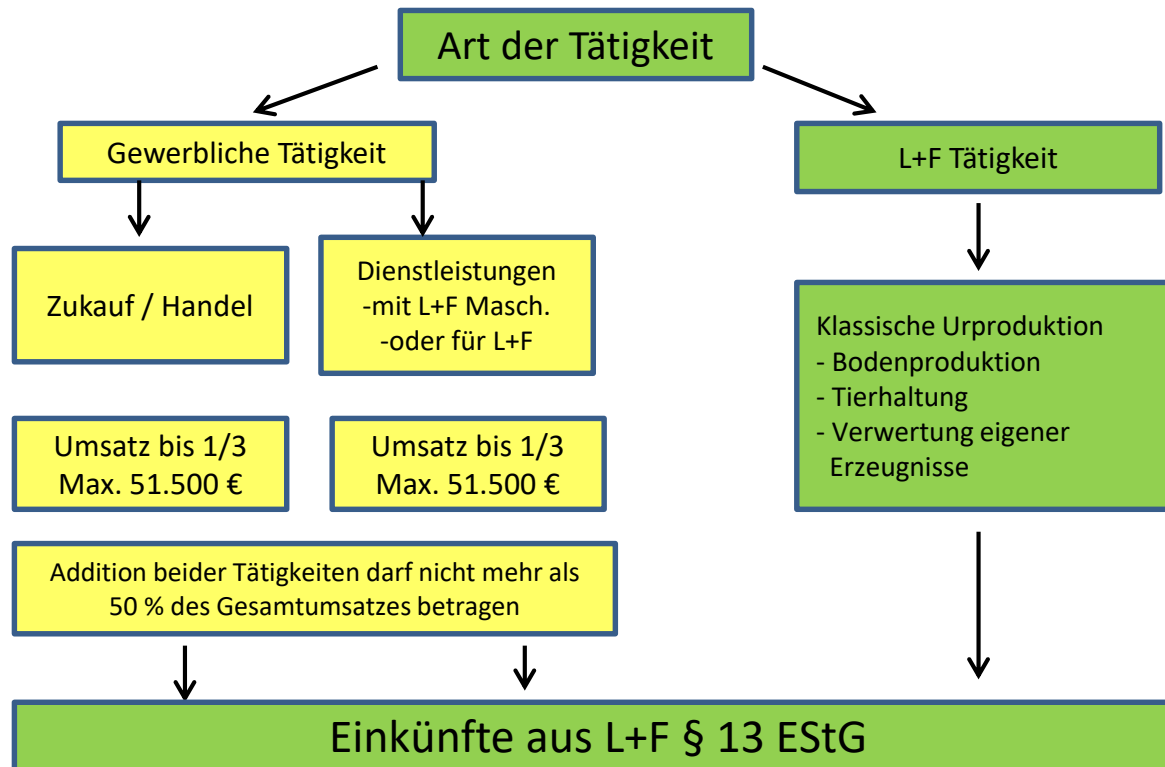 Art der Tätigkeit
Gewerbliche Tätigkeit
L+F Tätigkeit
Zukauf / Handel
Dienstleistungen
-mit L+F Masch.
-oder für L+F
Klassische Urproduktion
- Bodenproduktion
- Tierhaltung
- Verwertung eigener
Erzeugnisse
Umsatz bis 1/3
Max. 51.500 €
Umsatz bis 1/3
Max. 51.500 €
Addition beider Tätigkeiten darf nicht mehr als
50 % des Gesamtumsatzes betragen
Einkünfte aus L+F § 13 EStG